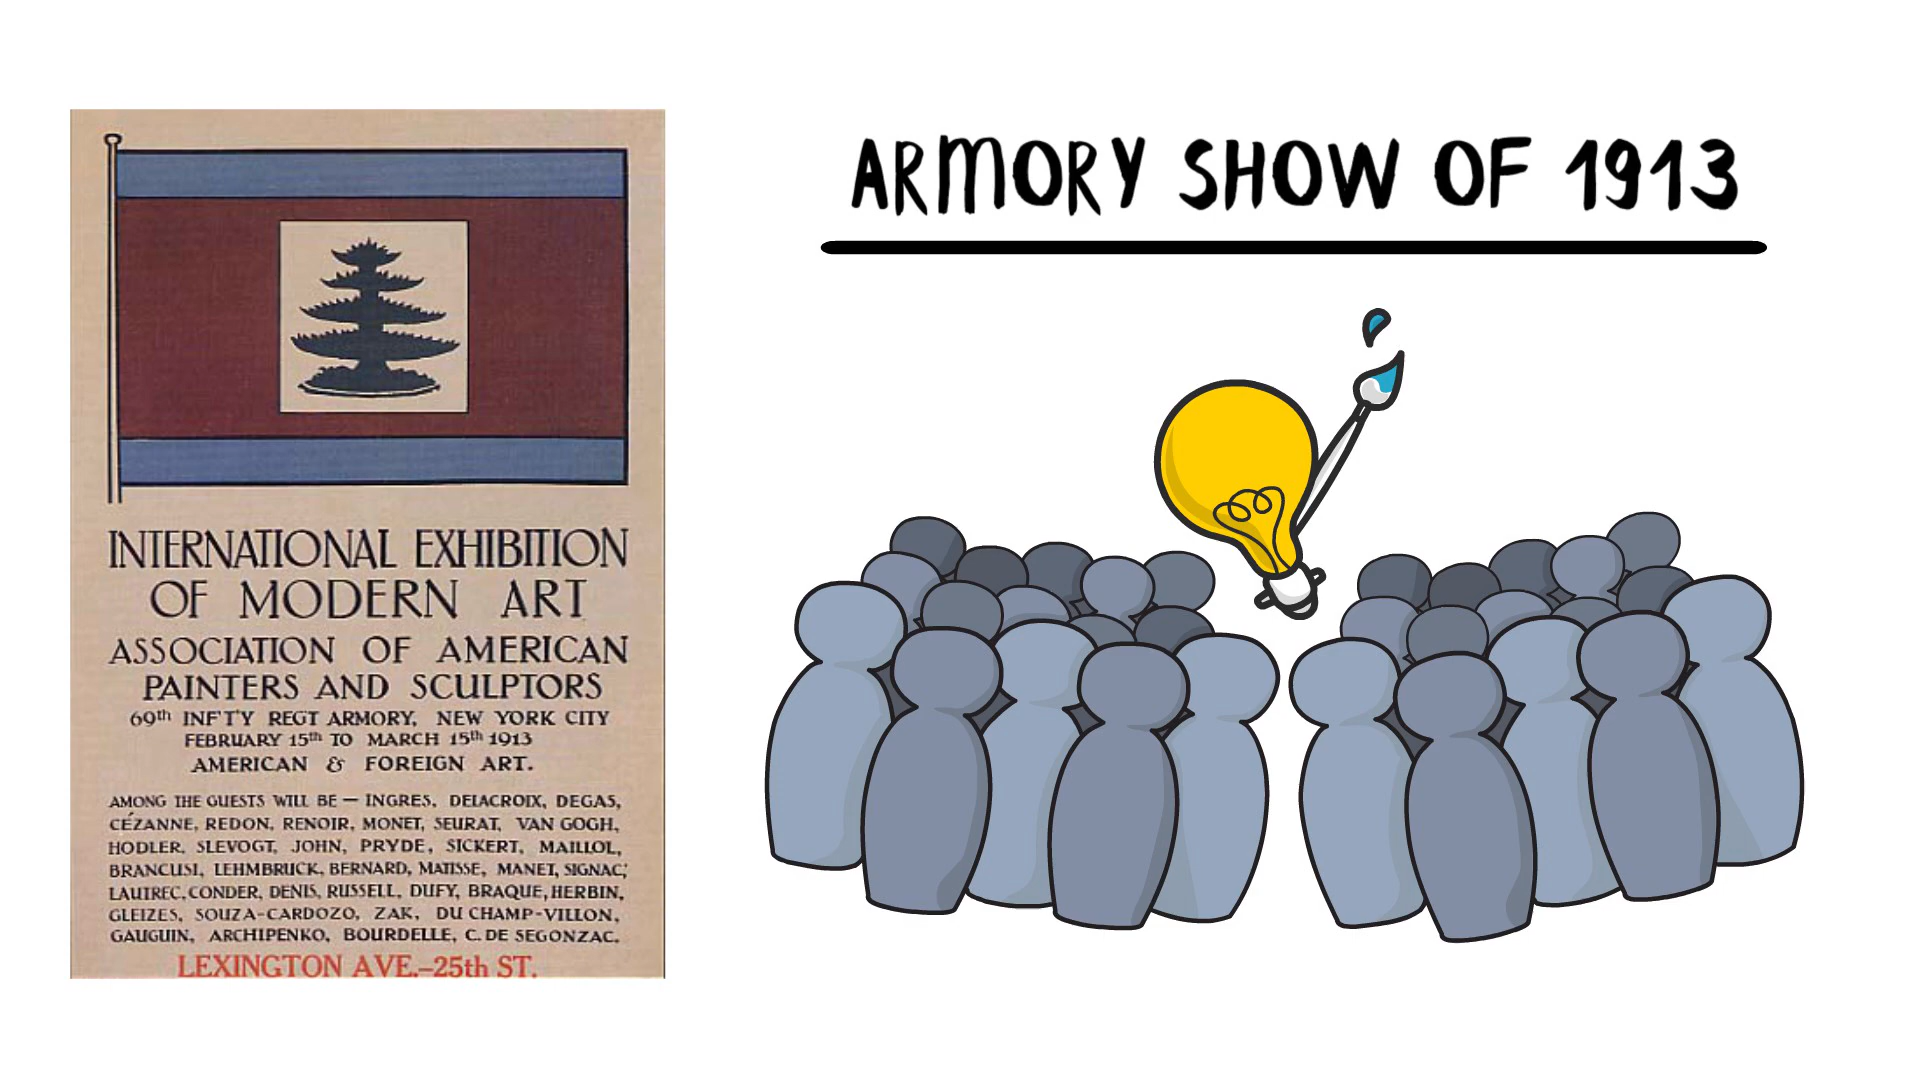 INTERNATIONAL EXHIBITION
OF MODERN ART
ASSOCIATION OF AMERICAN
PAINTERS AND SCULPTORS
69th INF'T'Y REGT ARMORY, NEW YORK CITY
FEBRUARY 15th TO MARCH 15th 1913
AMERICAN & FOREIGN ART.
AMONG THE GUESTS WILL BE — INGRES, DELACROIX, DEGAS,
CÉZANNE, REDON, RENOIR, MONET, SEURAT, VAN GOGH,
HODLER, SLEVOGT, JOHN, PRYDE, SICKERT, MAILLOL,
BRANCUSI, LEHMBRUCK, BERNARD, MATISSE, MANET, SIGNAC,
LAUTREC, CONDER, DENIS, RUSSELL, DUFY, BRAQUE, HERBIN,
GLEIZES, SOUZA-CARDOZO, ZAK, DU CHAMP-VILLON,
GAUGUIN, ARCHIPENKO, BOURDELLE, C. DE SEGONZAC.
LEXINGTON AVE.-25th ST.
ARMORY SHOW OF 1913